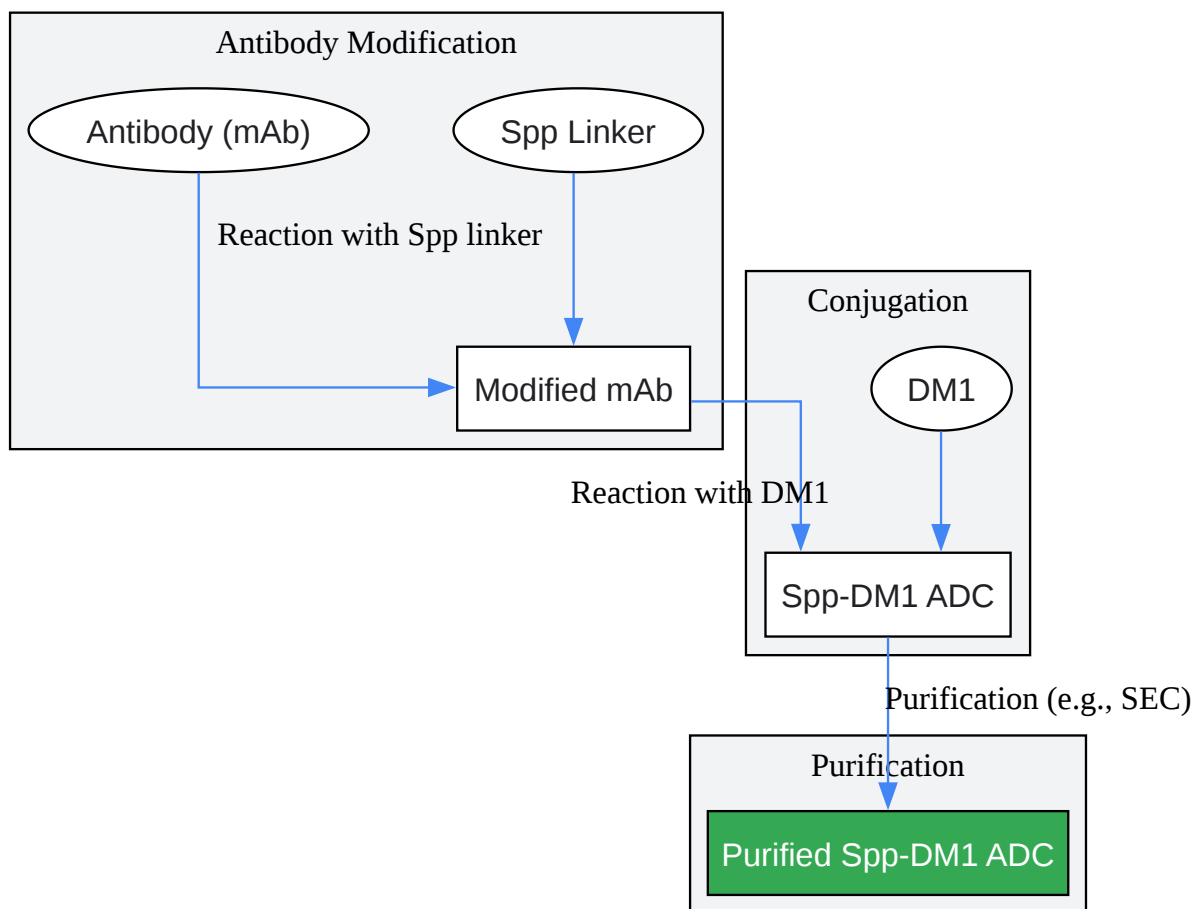 Antibody Modification
Antibody (mAb)
Spp Linker
Reaction with Spp linker
Modified mAb
Conjugation
DM1
Reaction with DM1
Spp-DM1 ADC
Purification (e.g., SEC)
Purification
Purified Spp-DM1 ADC